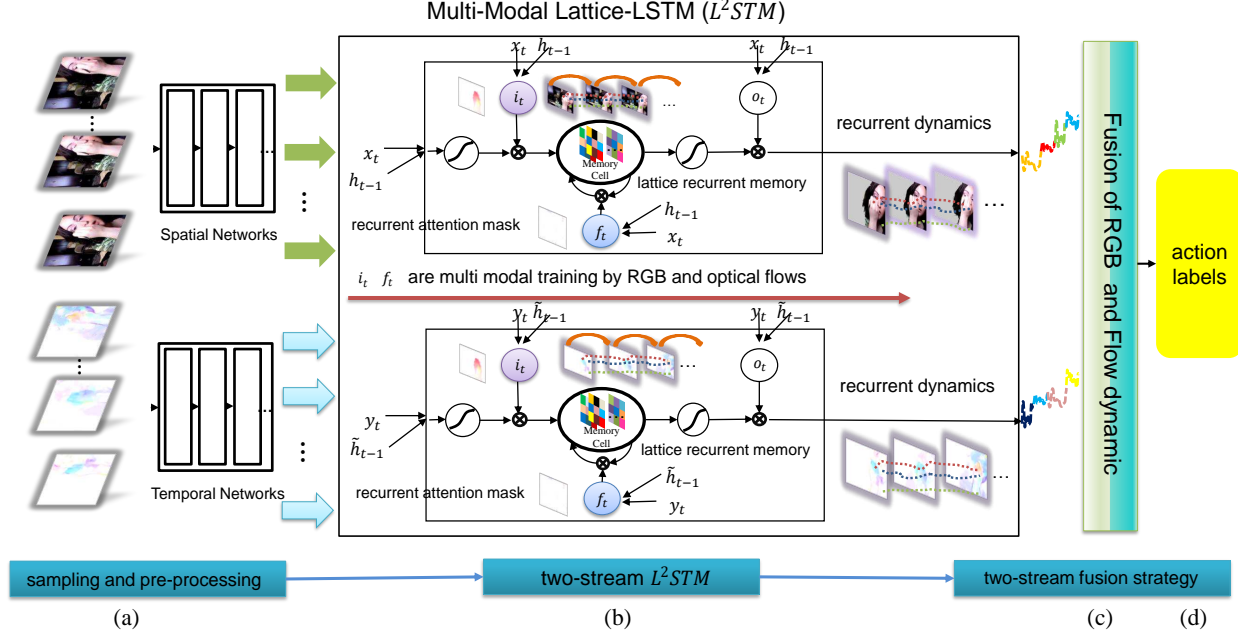 Multi-Modal Lattice-LSTM (L²STM)
x_t h_{t-1}
x_t h_{t-1}
i_t
...
o_t
recurrent dynamics
x_t
h_{t-1}
Memory
Cell
lattice recurrent memory
...
Spatial Networks
recurrent attention mask
f_t
h_{t-1}
x_t
...
i_t f_t are multi modal training by RGB and optical flows
y_t h̃_{t-1}
y_t h̃_{t-1}
i_t
...
o_t
recurrent dynamics
y_t
h̃_{t-1}
Memory
Cell
lattice recurrent memory
...
Temporal Networks
recurrent attention mask
f_t
h̃_{t-1}
y_t
...
Fusion of RGB and Flow dynamic
action
labels
sampling and pre-processing
two-stream L²STM
two-stream fusion strategy
(a)
(b)
(c)
(d)